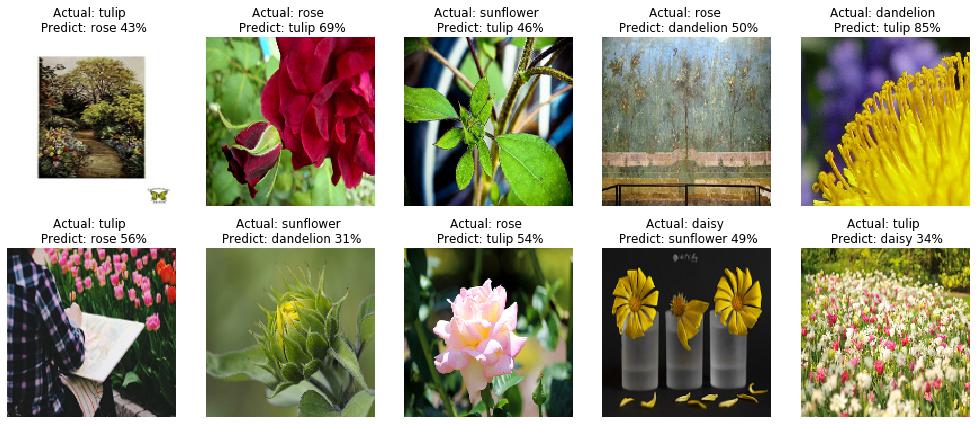 Actual: tulip
Predict: rose 43%
Actual: rose
Predict: tulip 69%
Actual: sunflower
Predict: tulip 46%
Actual: rose
Predict: dandelion 50%
Actual: dandelion
Predict: tulip 85%
Actual: tulip
Predict: rose 56%
Actual: sunflower
Predict: dandelion 31%
Actual: rose
Predict: tulip 54%
Actual: daisy
Predict: sunflower 49%
Actual: tulip
Predict: daisy 34%